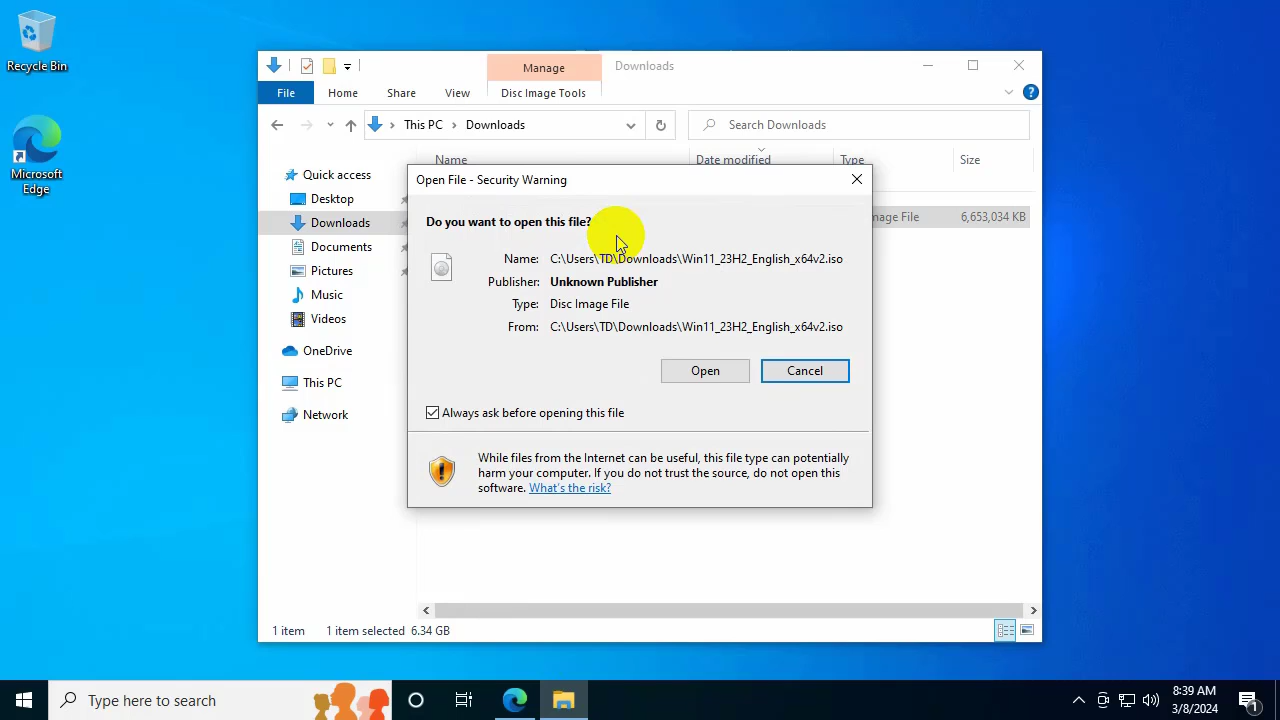 Recycle Bin
Microsoft
Edge
Manage
Downloads
File
Home
Share
View
Disc Image Tools
This PC
Downloads
Search Downloads
Name
Date modified
Type
Size
Quick access
Desktop
Downloads
Documents
Pictures
Music
Videos
OneDrive
This PC
Network
mage File
6,653,034 KB
Open File - Security Warning
Do you want to open this file?
Name: C:\Users\TD\Downloads\Win11_23H2_English_x64v2.iso
Publisher: Unknown Publisher
Type: Disc Image File
From: C:\Users\TD\Downloads\Win11_23H2_English_x64v2.iso
Open
Cancel
Always ask before opening this file
While files from the Internet can be useful, this file type can potentially
harm your computer. If you do not trust the source, do not open this
software. What's the risk?
1 item
1 item selected 6.34 GB
Type here to search
8:39 AM
3/8/2024
1